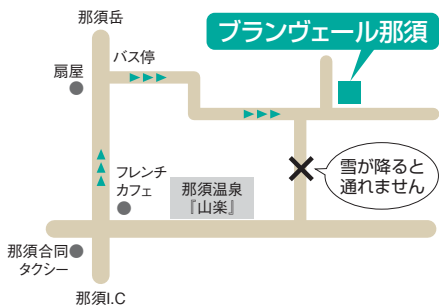 那須岳
ブランヴェール那須
バス停
扇屋
フレンチ
カフェ
那須温泉
『山楽』
雪が降ると
通れません
那須合同
タクシー
那須I.C